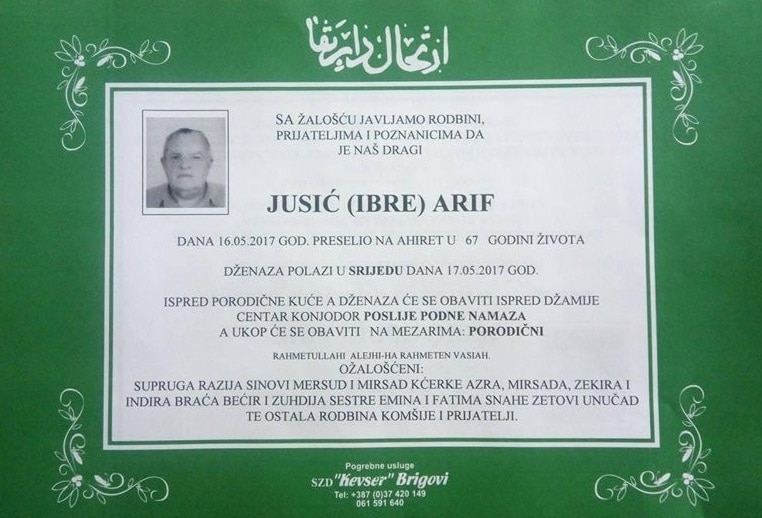 ارتحال دار بقا
SA ŽALOŠĆU JAVLJAMO RODBINI,
PRIJATELJIMA I POZNANICIMA DA
JE NAŠ DRAGI
JUSIĆ (IBRE) ARIF
DANA 16.05.2017 GOD. PRESELIO NA AHIRET U 67 GODINI ŽIVOTA
DŽENAZA POLAZI U SRIJEDU DANA 17.05.2017 GOD.
ISPRED PORODIČNE KUĆE A DŽENAZA ĆE SE OBAVITI ISPRED DŽAMIJE
CENTAR KONJODOR POSLIJE PODNE NAMAZA
A UKOP ĆE SE OBAVITI NA MEZARIMA: PORODIČNI
RAHMETULLAHI ALEJHI-HA RAHMETEN VASIAH.
OŽALOŠĆENI:
SUPRUGA RAZIJA SINOVI MERSUD I MIRSAD KĆERKE AZRA, MIRSADA, ZEKIRA I
INDIRA BRAĆA BEĆIR I ZUHDIJA SESTRE EMINA I FATIMA SNAHE ZETOVI UNUČAD
TE OSTALA RODBINA KOMŠIJE I PRIJATELJI.
Pogrebne usluge
SZD "Kevser" Brigovi
Tel: +387 (0)37 420 149
061 591 640